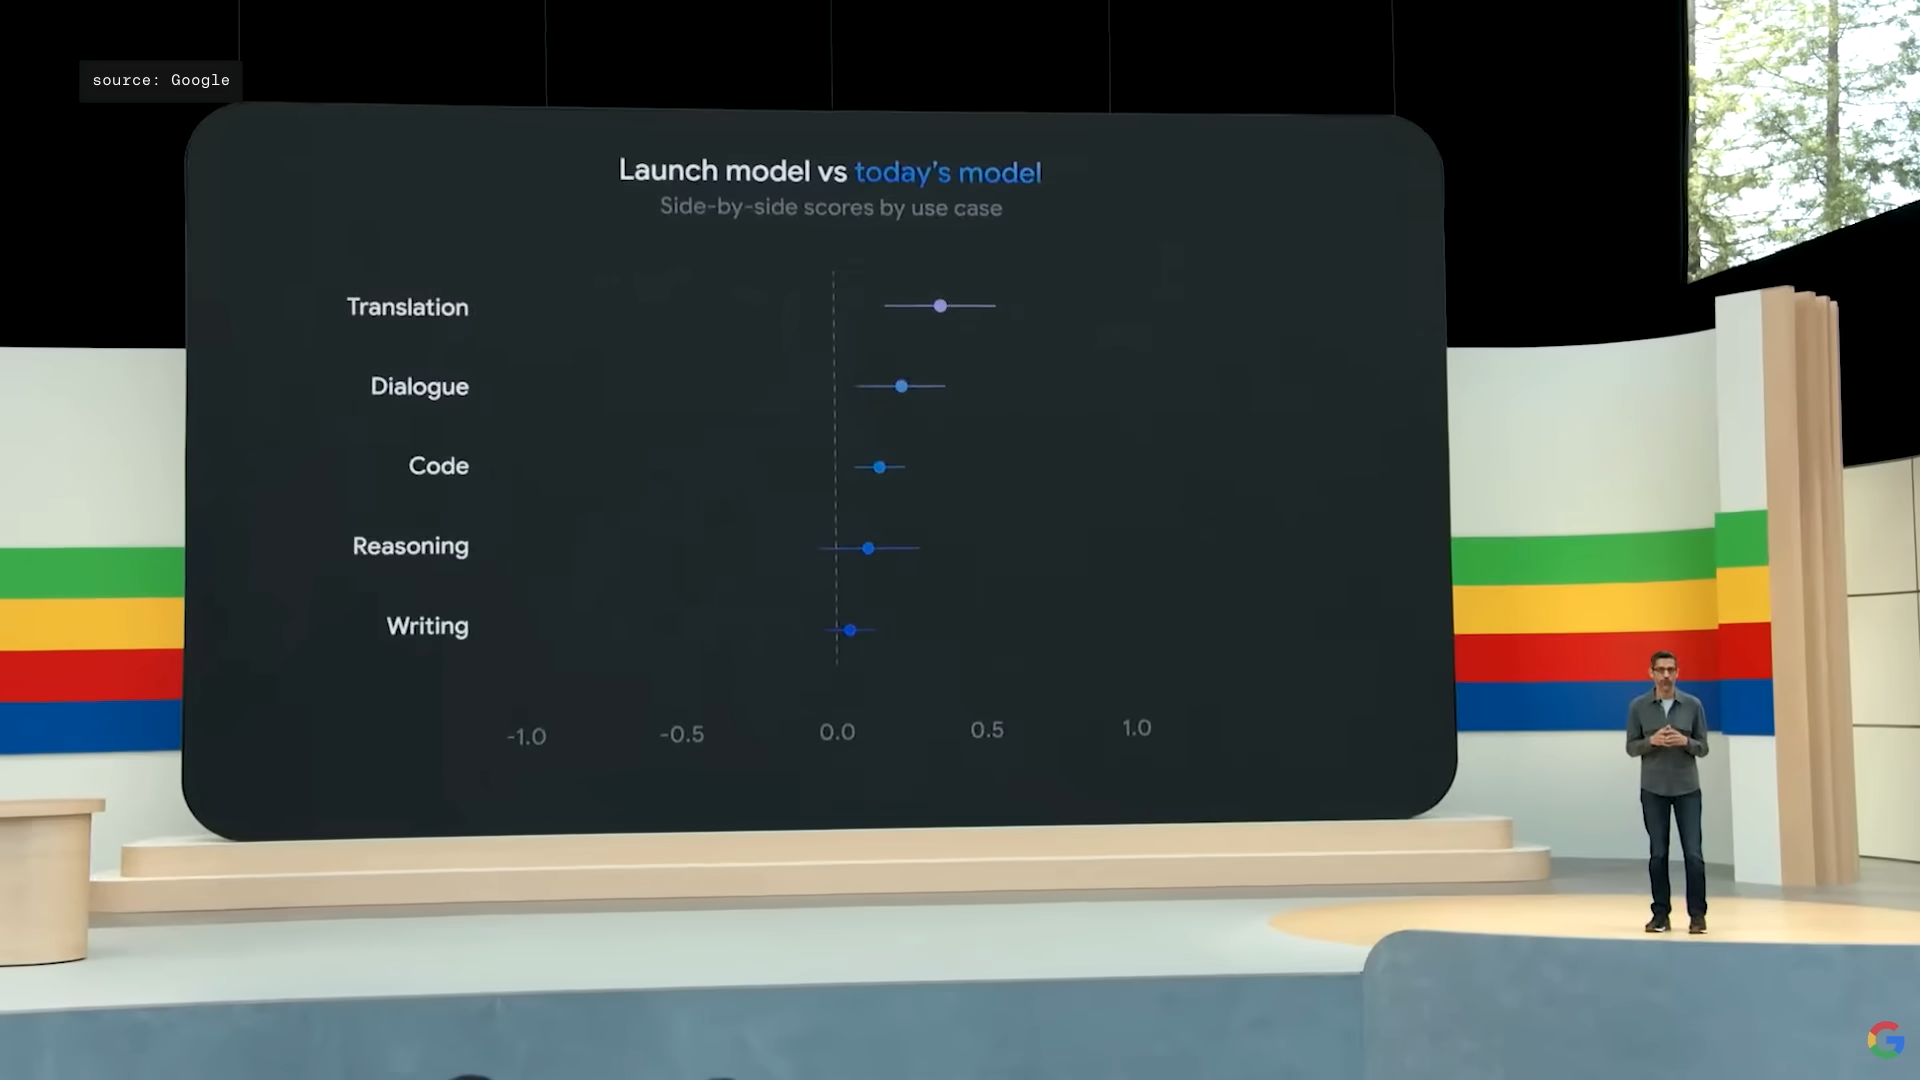 source: Google
Launch model vs today's model
Side-by-side scores by use case
Translation
Dialogue
Code
Reasoning
Writing
-1.0 -0.5 0.0 0.5 1.0